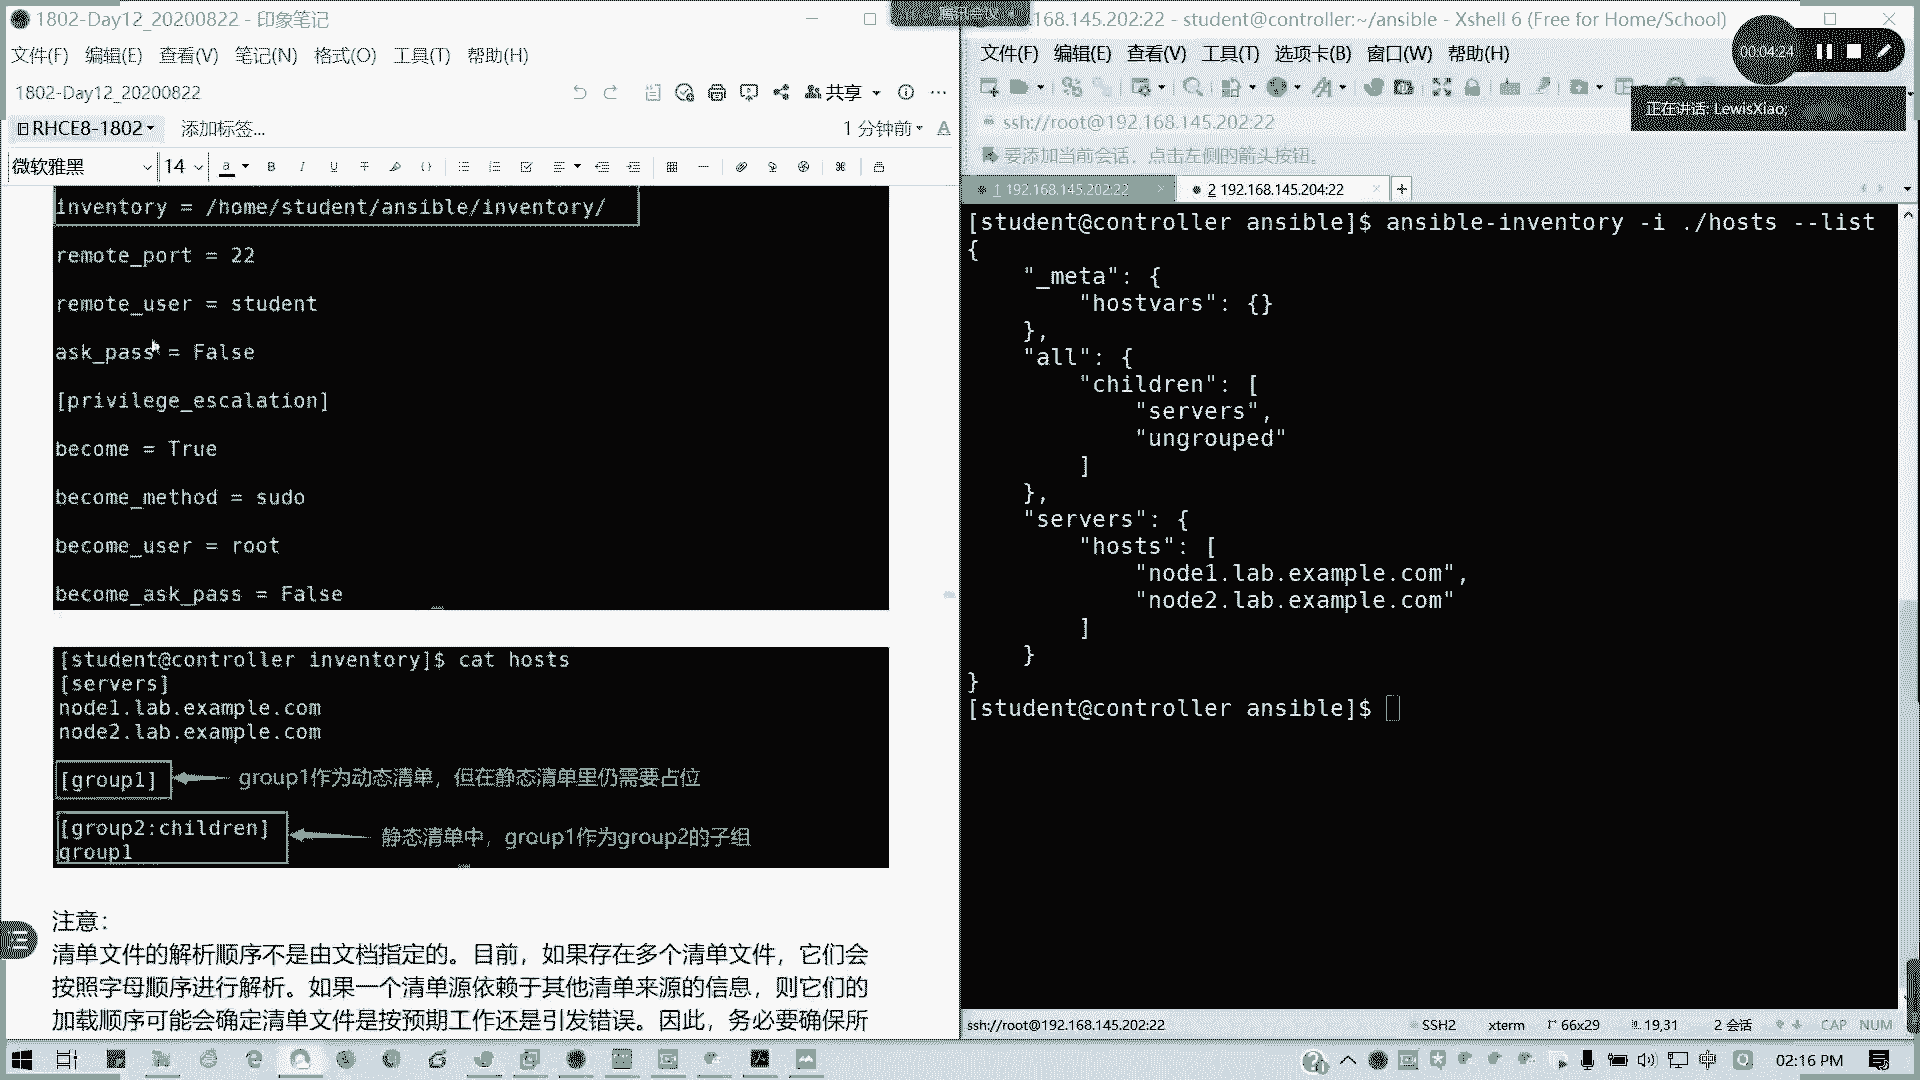 1802-Day12_20200822 - 印象笔记
文件(F) 编辑(E) 查看(V) 笔记(N) 格式(O) 工具(T) 帮助(H)
1802-Day12_20200822
共享
RHCE8-1802
添加标签...
1 分钟前
微软雅黑
14
inventory = /home/student/ansible/inventory/
remote_port = 22
remote_user = student
ask_pass = False
[privilege_escalation]
become = True
become_method = sudo
become_user = root
become_ask_pass = False
[student@controller inventory]$ cat hosts
[servers]
node1.lab.example.com
node2.lab.example.com
[group1] group1作为动态清单，但在静态清单里仍需要占位
[group2:children]
group1
静态清单中，group1作为group2的子组
注意：
清单文件的解析顺序不是由文档指定的。目前，如果存在多个清单文件，它们会
按照字母顺序进行解析。如果一个清单源依赖于其他清单来源的信息，则它们的
加载顺序可能会确定清单文件是按预期工作还是引发错误。因此，务必要确保所
168.145.202:22 - student@controller:~/ansible - Xshell 6 (Free for Home/School)
文件(F) 编辑(E) 查看(V) 工具(T) 选项卡(B) 窗口(W) 帮助(H)
00:04:24
正在讲话: LewisXiao;
ssh://root@192.168.145.202:22
要添加当前会话，点击左侧的箭头按钮。
1 192.168.145.202:22
2 192.168.145.204:22
[student@controller ansible]$ ansible-inventory -i ./hosts --list
{
"_meta": {
"hostvars": {}
},
"all": {
"children": [
"servers",
"ungrouped"
]
},
"servers": {
"hosts": [
"node1.lab.example.com",
"node2.lab.example.com"
]
}
}
[student@controller ansible]$
ssh://root@192.168.145.202:22
SSH2
xterm
66x29
19,31
2 会话
CAP NUM
中
02:16 PM